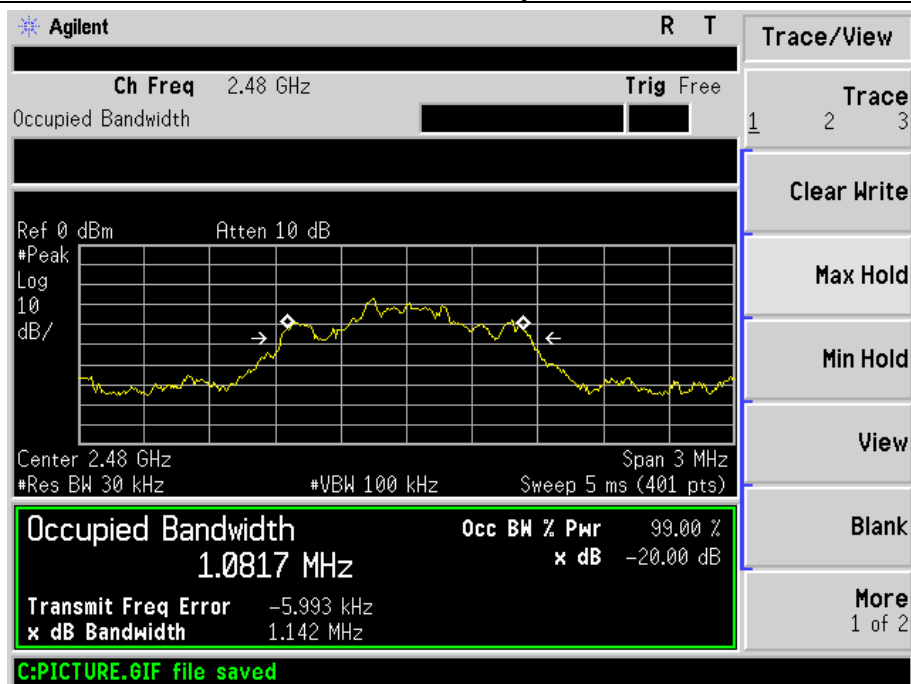 Agilent R T
Trace/View
Ch Freq 2.48 GHz Trig Free
Occupied Bandwidth
Trace
1 2 3
Clear Write
Max Hold
Min Hold
View
Blank
More
1 of 2
Ref 0 dBm Atten 10 dB
#Peak
Log
10
dB/
Center 2.48 GHz Span 3 MHz
#Res BW 30 kHz #VBW 100 kHz Sweep 5 ms (401 pts)
Occupied Bandwidth Occ BW % Pwr 99.00 %
1.0817 MHz x dB -20.00 dB
Transmit Freq Error -5.993 kHz
x dB Bandwidth 1.142 MHz
C:PICTURE.GIF file saved